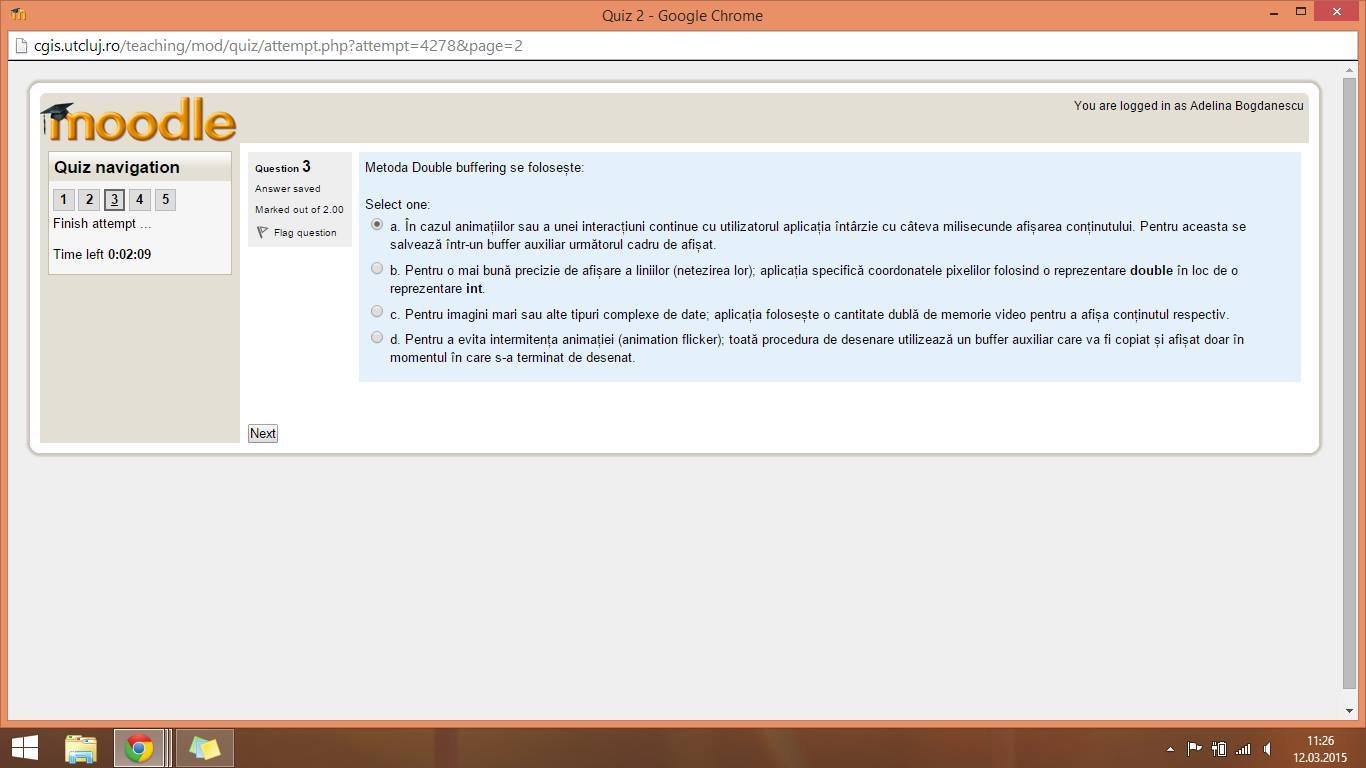 Quiz 2 - Google Chrome
cgis.utcluj.ro/teaching/mod/quiz/attempt.php?attempt=4278&page=2
moodle
You are logged in as Adelina Bogdanescu
Quiz navigation
1 2 3 4 5
Finish attempt ...
Time left 0:02:09
Question 3
Answer saved
Marked out of 2.00
Flag question
Metoda Double buffering se folosește:
Select one:
a. În cazul animațiilor sau a unei interacțiuni continue cu utilizatorul aplicația întârzie cu câteva milisecunde afișarea conținutului. Pentru aceasta se
salvează într-un buffer auxiliar următorul cadru de afișat.
b. Pentru o mai bună precizie de afișare a liniilor (netezirea lor); aplicația specifică coordonatele pixelilor folosind o reprezentare double în loc de o
reprezentare int.
c. Pentru imagini mari sau alte tipuri complexe de date; aplicația folosește o cantitate dublă de memorie video pentru a afișa conținutul respectiv.
d. Pentru a evita intermitența animației (animation flicker); toată procedura de desenare utilizează un buffer auxiliar care va fi copiat și afișat doar în
momentul în care s-a terminat de desenat.
Next
11:26
12.03.2015